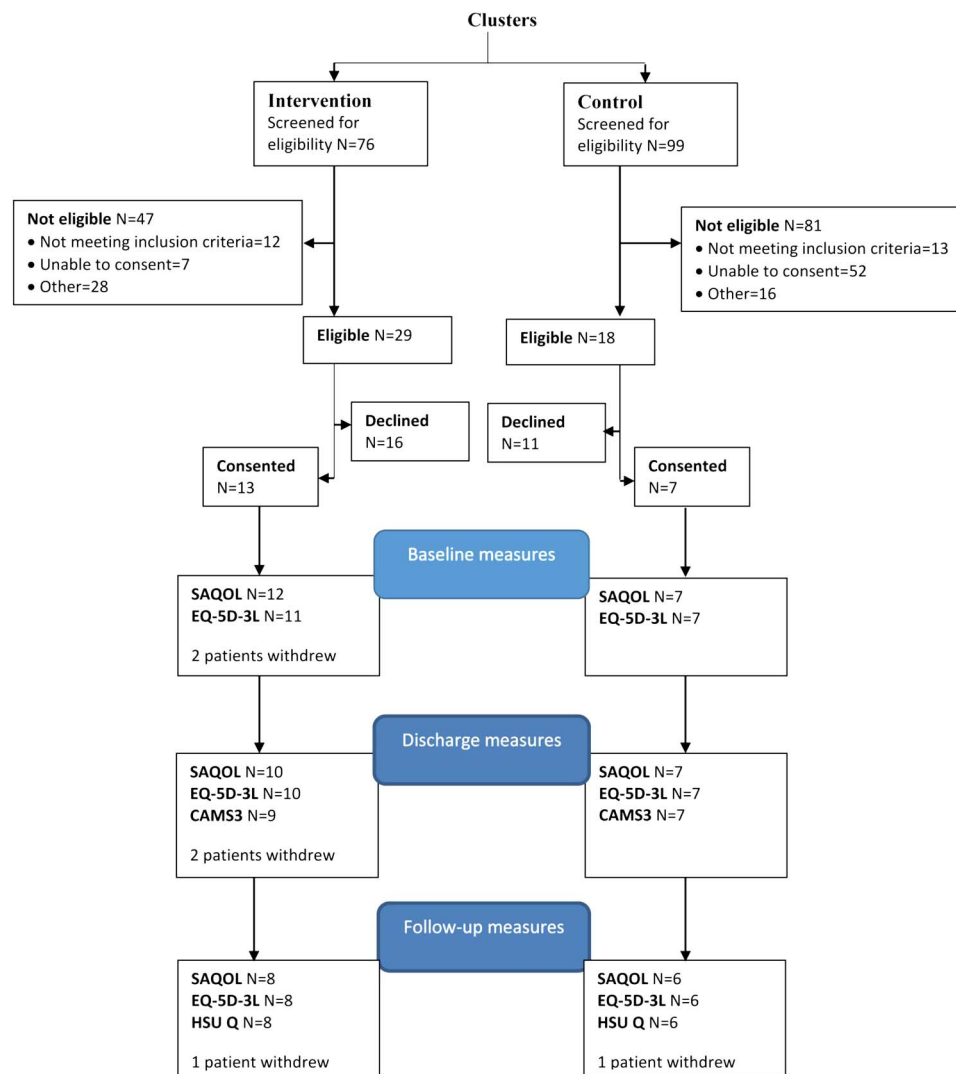 Clusters
Intervention
Screened for
eligibility N=76
Control
Screened for
eligibility N=99
Not eligible N=47
• Not meeting inclusion criteria=12
• Unable to consent=7
• Other=28
Not eligible N=81
• Not meeting inclusion criteria=13
• Unable to consent=52
• Other=16
Eligible N=29
Eligible N=18
Declined
N=16
Declined
N=11
Consented
N=13
Consented
N=7
Baseline measures
SAQOL N=12
EQ-5D-3L N=11
2 patients withdrew
SAQOL N=7
EQ-5D-3L N=7
Discharge measures
SAQOL N=10
EQ-5D-3L N=10
CAMS3 N=9
2 patients withdrew
SAQOL N=7
EQ-5D-3L N=7
CAMS3 N=7
Follow-up measures
SAQOL N=8
EQ-5D-3L N=8
HSU Q N=8
1 patient withdrew
SAQOL N=6
EQ-5D-3L N=6
HSU Q N=6
1 patient withdrew